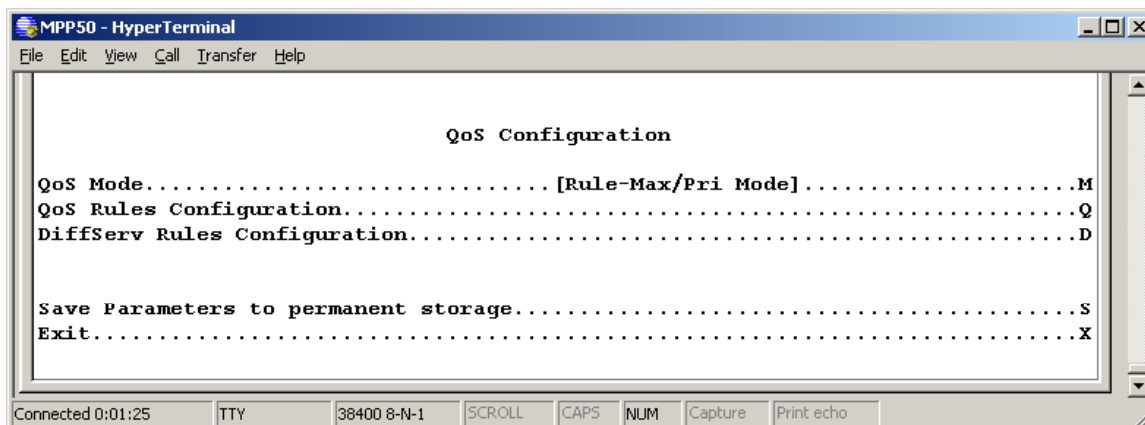 MPP50 - HyperTerminal
File Edit View Call Transfer Help
QoS Configuration
QoS Mode...............................[Rule-Max/Pri Mode].....................M
QoS Rules Configuration.........................................................Q
DiffServ Rules Configuration...................................................D
Save Parameters to permanent storage...........................................S
Exit............................................................................X
Connected 0:01:25 TTY 38400 8-N-1 SCROLL CAPS NUM Capture Print echo